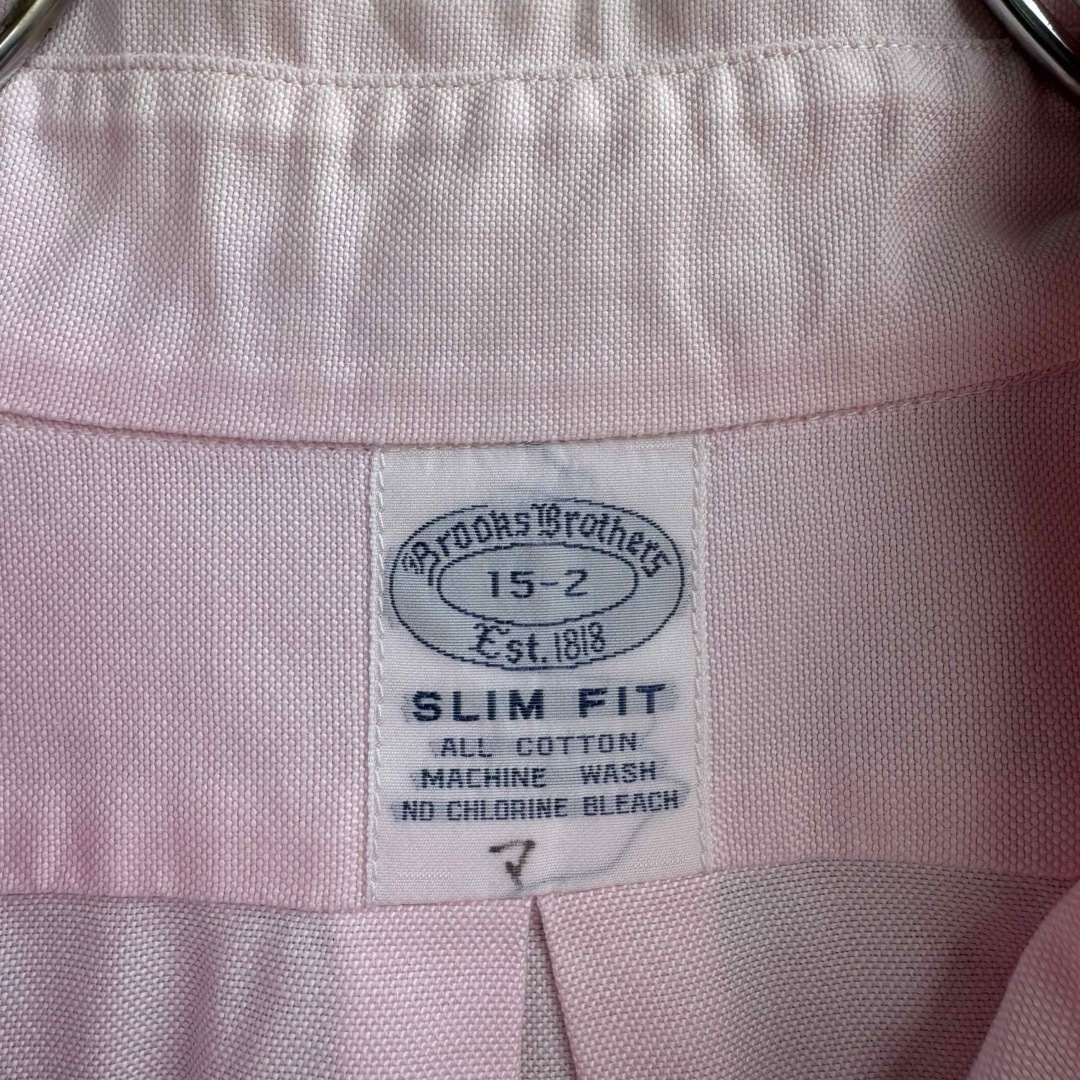 Brooks Brothers
15-2
Est. 1818
SLIM FIT
ALL COTTON
MACHINE WASH
NO CHLORINE BLEACH